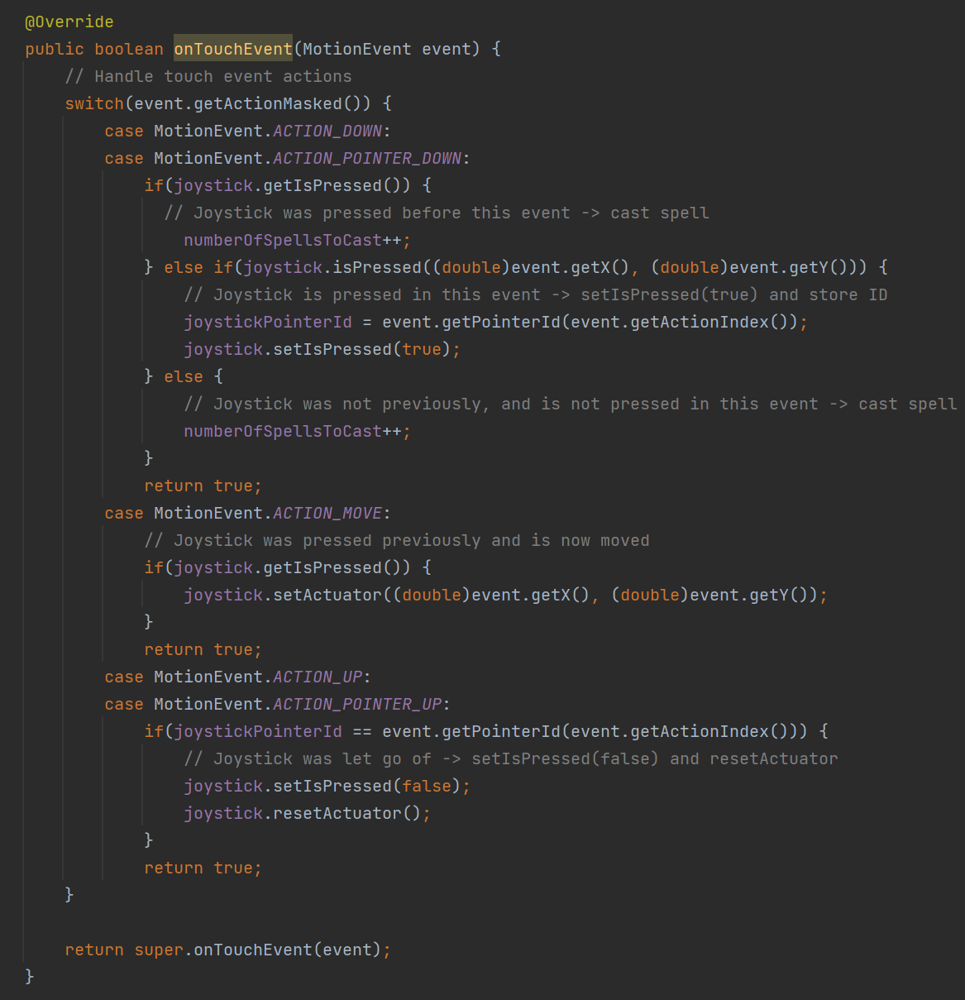 @Override
public boolean onTouchEvent(MotionEvent event) {
    // Handle touch event actions
    switch(event.getActionMasked()) {
        case MotionEvent.ACTION_DOWN:
        case MotionEvent.ACTION_POINTER_DOWN:
            if(joystick.getIsPressed()) {
              // Joystick was pressed before this event -> cast spell
                numberOfSpellsToCast++;
            } else if(joystick.isPressed((double)event.getX(), (double)event.getY())) {
                // Joystick is pressed in this event -> setIsPressed(true) and store ID
                joystickPointerId = event.getPointerId(event.getActionIndex());
                joystick.setIsPressed(true);
            } else {
                // Joystick was not previously, and is not pressed in this event -> cast spell
                numberOfSpellsToCast++;
            }
            return true;
        case MotionEvent.ACTION_MOVE:
            // Joystick was pressed previously and is now moved
            if(joystick.getIsPressed()) {
                joystick.setActuator((double)event.getX(), (double)event.getY());
            }
            return true;
        case MotionEvent.ACTION_UP:
        case MotionEvent.ACTION_POINTER_UP:
            if(joystickPointerId == event.getPointerId(event.getActionIndex())) {
                // Joystick was let go of -> setIsPressed(false) and resetActuator
                joystick.setIsPressed(false);
                joystick.resetActuator();
            }
            return true;
    }

    return super.onTouchEvent(event);
}